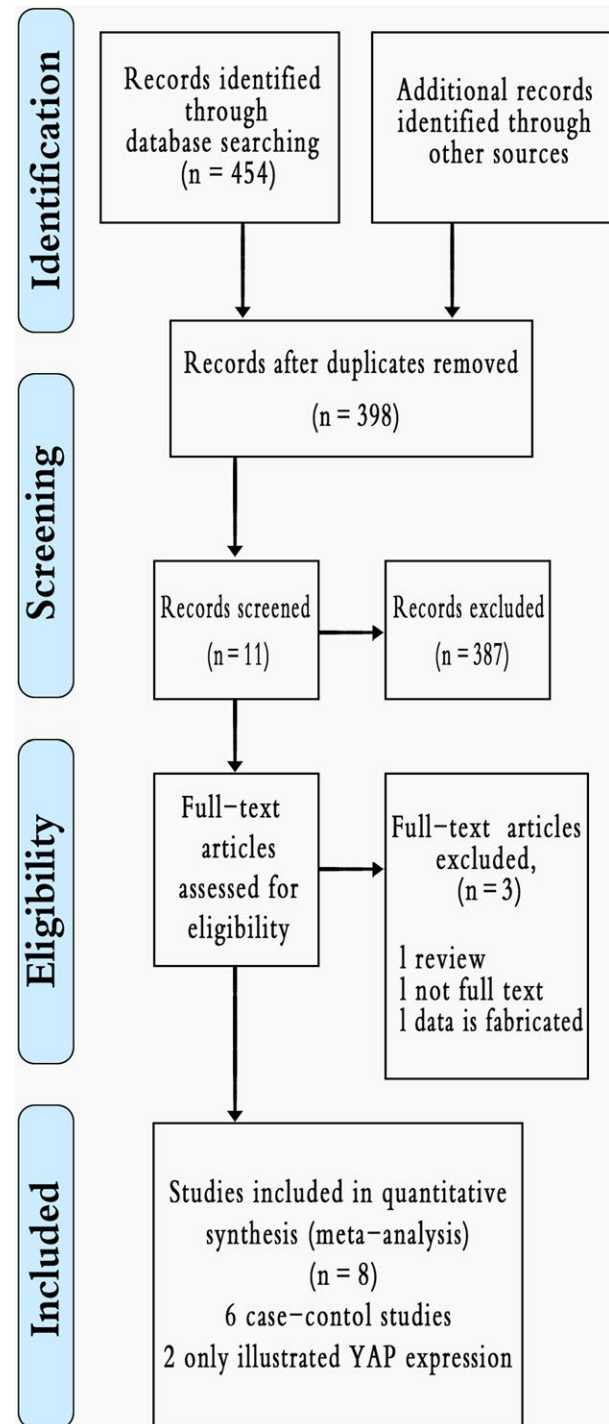 Identification
Records identified
through
database searching
(n = 454)
Additional records
identified through
other sources
Records after duplicates removed
(n = 398)
Screening
Records screened
(n = 11)
Records excluded
(n = 387)
Eligibility
Full-text
articles
assessed for
eligibility
Full-text articles
excluded,
(n = 3)
1 review
1 not full text
1 data is fabricated
Included
Studies included in quantitative
synthesis (meta-analysis)
(n = 8)
6 case-contol studies
2 only illustrated YAP expression